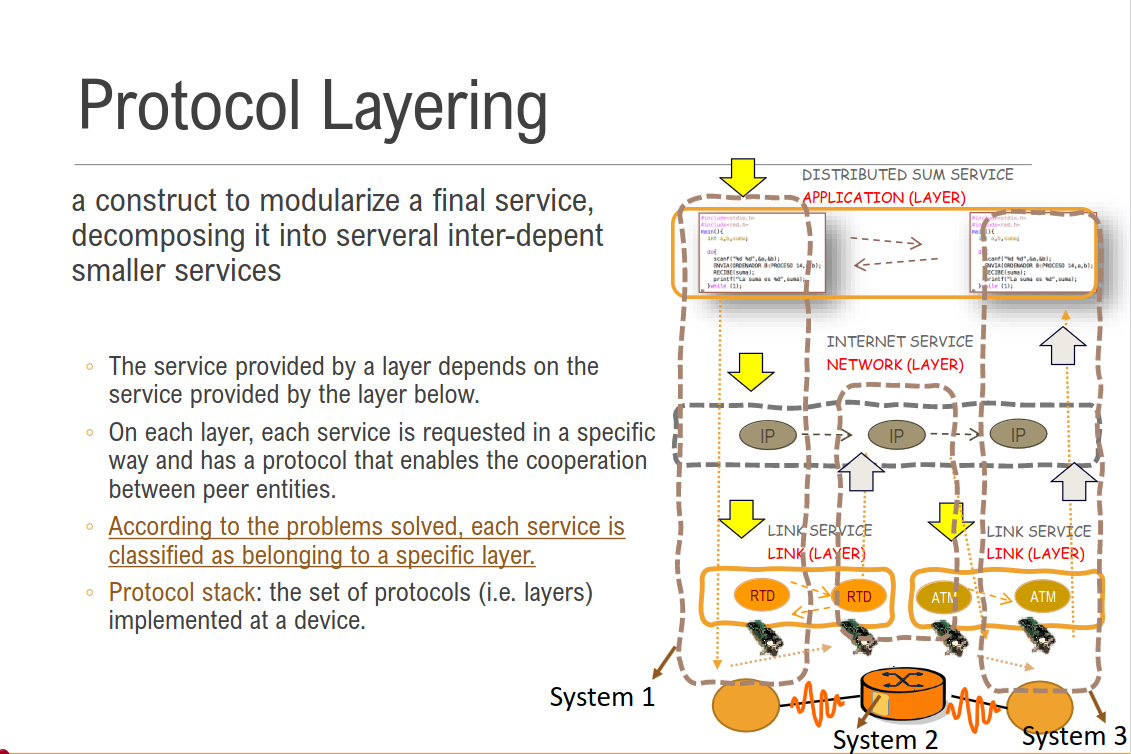 Protocol Layering
a construct to modularize a final service,
decomposing it into serveral inter-depent
smaller services
The service provided by a layer depends on the
service provided by the layer below.
On each layer, each service is requested in a specific
way and has a protocol that enables the cooperation
between peer entities.
According to the problems solved, each service is
classified as belonging to a specific layer.
Protocol stack: the set of protocols (i.e. layers)
implemented at a device.
DISTRIBUTED SUM SERVICE
APPLICATION (LAYER)
#include<stdio.h>
#include<red.h>
main(){
int a,b,suma;
do{
scanf("%d %d",&a,&b);
ENVIA(ORDENADOR B:PROCESO 14,a,b);
RECIBE(suma);
printf("La suma es %d",suma);
}while (1);
#include<stdio.h>
#include<red.h>
main(){
int a,b,suma;
do{
scanf("%d %d",&a,&b);
ENVIA(ORDENADOR B:PROCESO 14,a,b);
RECIBE(suma);
printf("La suma es %d",suma);
}while (1);
INTERNET SERVICE
NETWORK (LAYER)
IP
IP
IP
LINK SERVICE
LINK (LAYER)
LINK SERVICE
LINK (LAYER)
RTD
RTD
ATM
ATM
System 1
System 2
System 3